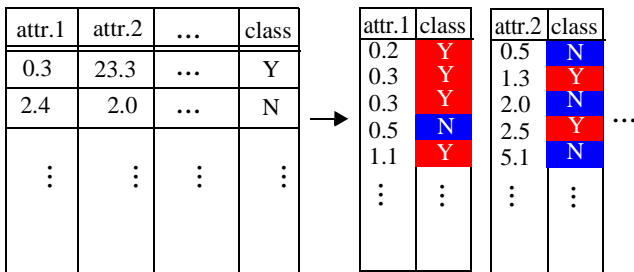 attr.1 attr.2 ... class
0.3 23.3 ... Y
2.4 2.0 ... N
⋮ ⋮ ⋮ ⋮
attr.1 class
0.2 Y
0.3 Y
0.3 Y
0.5 N
1.1 Y
⋮ ⋮
attr.2 class
0.5 N
1.3 Y
2.0 N
2.5 Y
5.1 N
⋮ ⋮
...